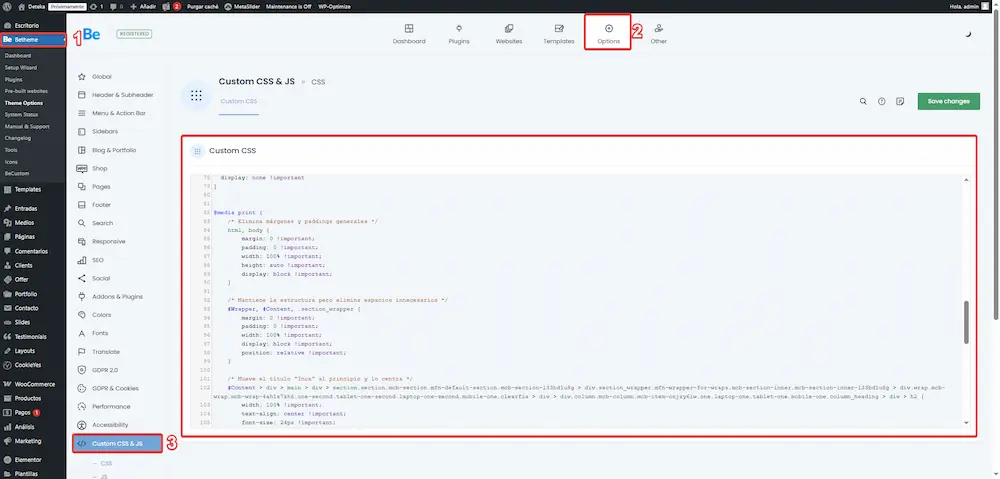 Deteka Próximamente 1 0 Añadir 2 Purgar caché MetaSlider Maintenance is Off WP-Optimize Hola, admin
Escritorio
Be Betheme
Dashboard
Setup Wizard
Plugins
Pre-built websites
Theme Options
System Status
Manual & Support
Changelog
Tools
Icons
BeCustom
Templates
Entradas
Medios
Páginas
Comentarios
Clients
Offer
Portfolio
Contacto
Slides
Testimonials
Layouts
CookieYes
WooCommerce
Productos
Pagos 1
Análisis
Marketing
Elementor
Plantillas
1
Be
REGISTERED
Dashboard
Plugins
Websites
Templates
Options
2
Other
Global
Header & Subheader
Menu & Action Bar
Sidebars
Blog & Portfolio
Shop
Pages
Footer
Search
Responsive
SEO
Social
Addons & Plugins
Colors
Fonts
Translate
GDPR 2.0
GDPR & Cookies
Performance
Accessibility
Custom CSS & JS
3
CSS
JS
Custom CSS & JS » CSS
Custom CSS
Save changes
Custom CSS
78 display: none !important
79 }
80
81
82 @media print {
83 /* Elimina márgenes y paddings generales */
84 html, body {
85 margin: 0 !important;
86 padding: 0 !important;
87 width: 100% !important;
88 height: auto !important;
89 display: block !important;
90 }
91
92 /* Mantiene la estructura pero elimina espacios innecesarios */
93 #Wrapper, #Content, .section_wrapper {
94 margin: 0 !important;
95 padding: 0 !important;
96 width: 100% !important;
97 display: block !important;
98 position: relative !important;
99 }
100
101 /* Mueve el título "Inca" al principio y lo centra */
102 #Content > div > main > div > section.section.mcb-section.mfn-default-section.mcb-section- > div.section_wrapper.mfn-wrapper-for-wraps.mcb-section-inner.mcb-section-inner- > div.wrap.mcb-
wrap.mcb-wrap- .one-second.tablet-one-second.laptop-one-second.mobile-one.clearfix > div > div.column.mcb-column.mcb-item- .one.laptop-one.tablet-one.mobile-one.column_heading > div > h2 {
103 width: 100% !important;
104 text-align: center !important;
105 font-size: 24px !important;